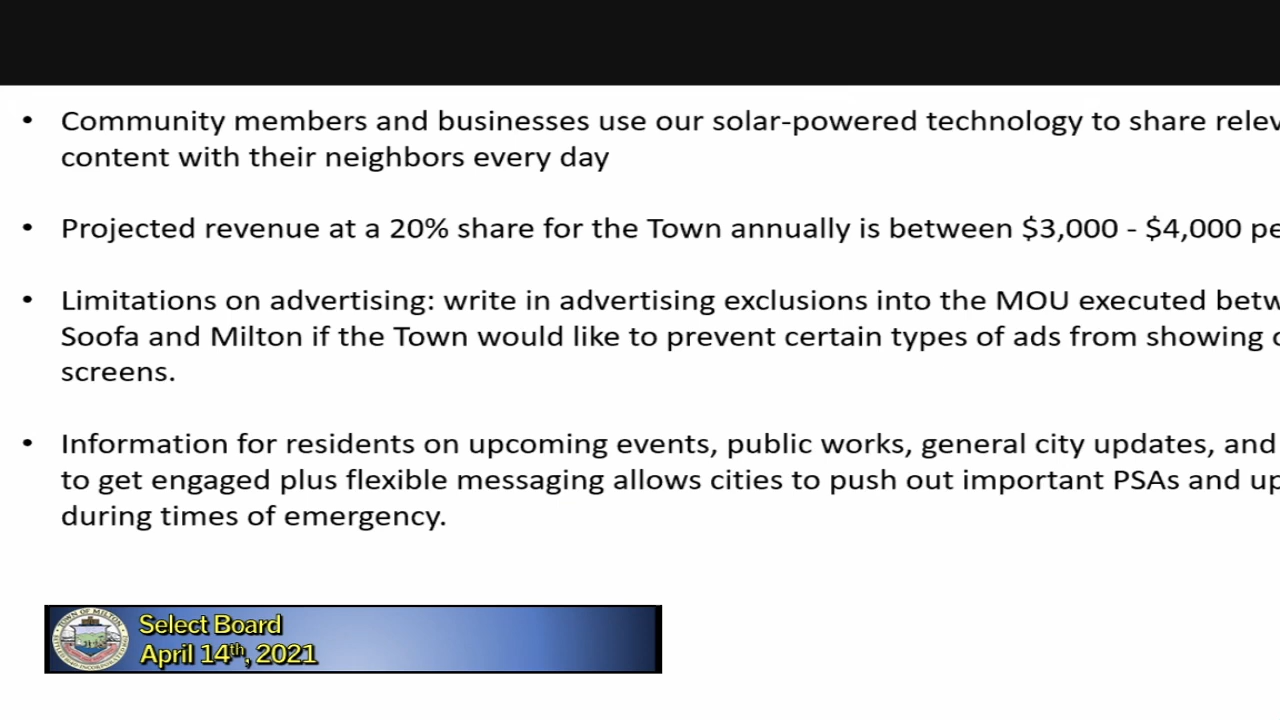 • Community members and businesses use our solar-powered technology to share relev
content with their neighbors every day
• Projected revenue at a 20% share for the Town annually is between $3,000 - $4,000 pe
• Limitations on advertising: write in advertising exclusions into the MOU executed betw
Soofa and Milton if the Town would like to prevent certain types of ads from showing
screens.
• Information for residents on upcoming events, public works, general city updates, and
to get engaged plus flexible messaging allows cities to push out important PSAs and up
during times of emergency.
TOWN OF MILTON
Select Board
April 14th, 2021